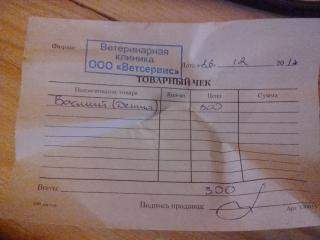 Фирма:
Ветеринарная
клиника
ООО «Ветсервис»
Дата «26 12 201
ТОВАРНЫЙ ЧЕК
Наименование товара Кол-во Цена Сумма
300
Всего: 300
Подпись продавца